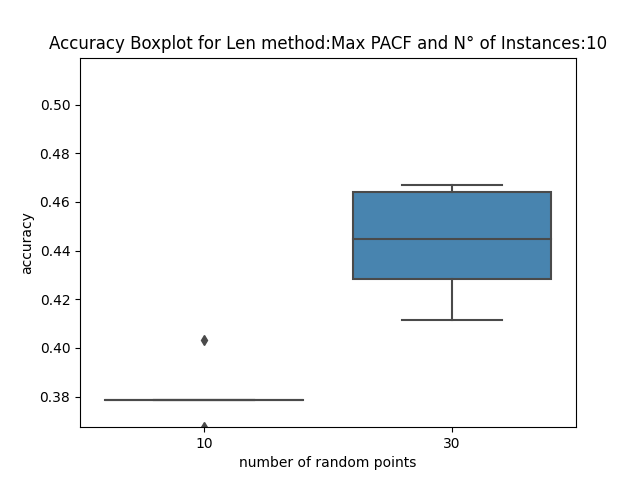 Accuracy Boxplot for Len method:Max PACF and N° of Instances:10
0.50
0.48
0.46
0.44
0.42
0.40
0.38
accuracy
10 30
number of random points